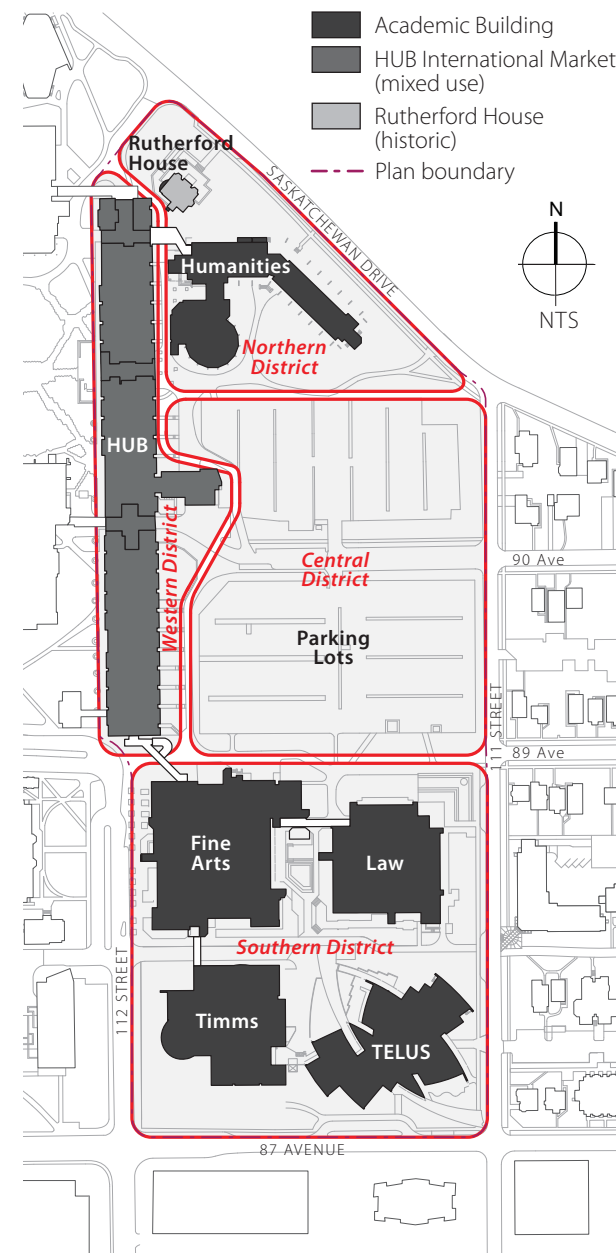 Academic Building
HUB International Market
(mixed use)
Rutherford House
(historic)
Plan boundary
N
NTS
Rutherford
House
SASKATCHEWAN DRIVE
Humanities
Northern
District
HUB
Western District
Central
District
90 Ave
Parking
Lots
111 STREET
89 Ave
Fine
Arts
Law
Southern District
112 STREET
Timms
TELUS
87 AVENUE